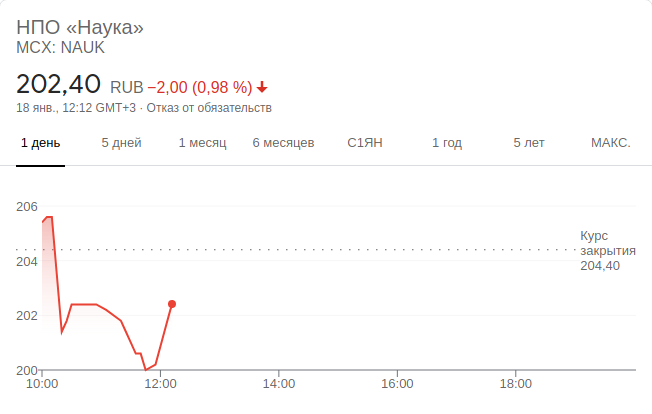 НПО «Наука»
MCX: NAUK
202,40 RUB −2,00 (0,98 %)
18 янв., 12:12 GMT+3 · Отказ от обязательств
1 день 5 дней 1 месяц 6 месяцев С1ЯН 1 год 5 лет МАКС.
206
Курс
закрытия
204,40
204
202
200
10:00 12:00 14:00 16:00 18:00